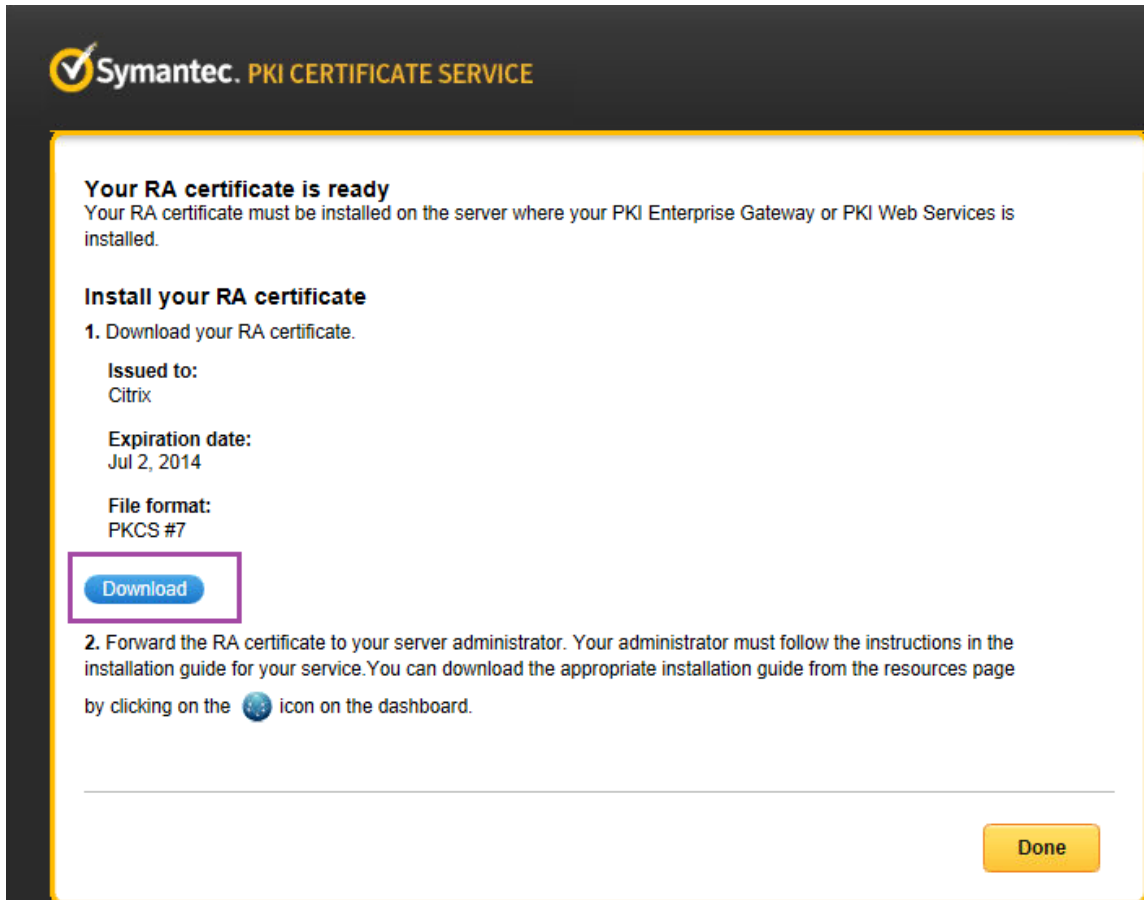 Symantec. PKI CERTIFICATE SERVICE
Your RA certificate is ready
Your RA certificate must be installed on the server where your PKI Enterprise Gateway or PKI Web Services is
installed.
Install your RA certificate
1. Download your RA certificate.
Issued to:
Citrix
Expiration date:
Jul 2, 2014
File format:
PKCS #7
Download
2. Forward the RA certificate to your server administrator. Your administrator must follow the instructions in the
installation guide for your service.You can download the appropriate installation guide from the resources page
by clicking on the icon on the dashboard.
Done